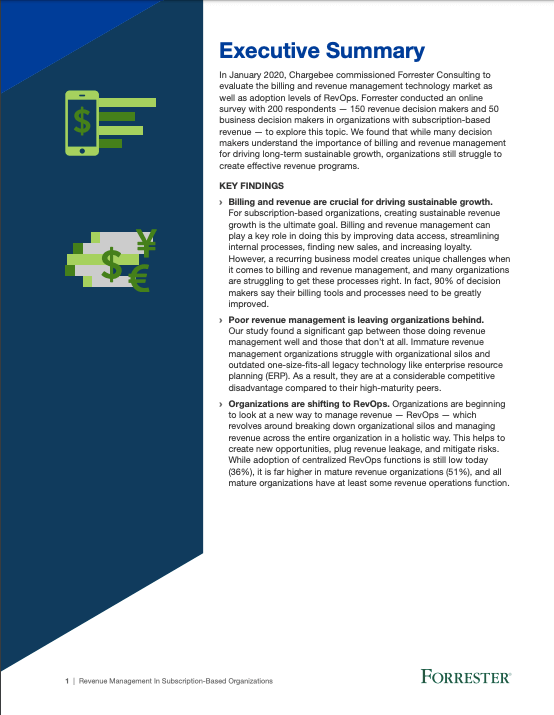 Executive Summary
In January 2020, Chargebee commissioned Forrester Consulting to
evaluate the billing and revenue management technology market as
well as adoption levels of RevOps. Forrester conducted an online
survey with 200 respondents — 150 revenue decision makers and 50
business decision makers in organizations with subscription-based
revenue — to explore this topic. We found that while many decision
makers understand the importance of billing and revenue management
for driving long-term sustainable growth, organizations still struggle to
create effective revenue programs.
KEY FINDINGS
› Billing and revenue are crucial for driving sustainable growth.
For subscription-based organizations, creating sustainable revenue
growth is the ultimate goal. Billing and revenue management can
play a key role in doing this by improving data access, streamlining
internal processes, finding new sales, and increasing loyalty.
However, a recurring business model creates unique challenges when
it comes to billing and revenue management, and many organizations
are struggling to get these processes right. In fact, 90% of decision
makers say their billing tools and processes need to be greatly
improved.
› Poor revenue management is leaving organizations behind.
Our study found a significant gap between those doing revenue
management well and those that don't at all. Immature revenue
management organizations struggle with organizational silos and
outdated one-size-fits-all legacy technology like enterprise resource
planning (ERP). As a result, they are at a considerable competitive
disadvantage compared to their high-maturity peers.
› Organizations are shifting to RevOps. Organizations are beginning
to look at a new way to manage revenue — RevOps — which
revolves around breaking down organizational silos and managing
revenue across the entire organization in a holistic way. This helps to
create new opportunities, plug revenue leakage, and mitigate risks.
While adoption of centralized RevOps functions is still low today
(36%), it is far higher in mature revenue organizations (51%), and all
mature organizations have at least some revenue operations function.
$
$ ¥ €
1 | Revenue Management In Subscription-Based Organizations
FORRESTER®